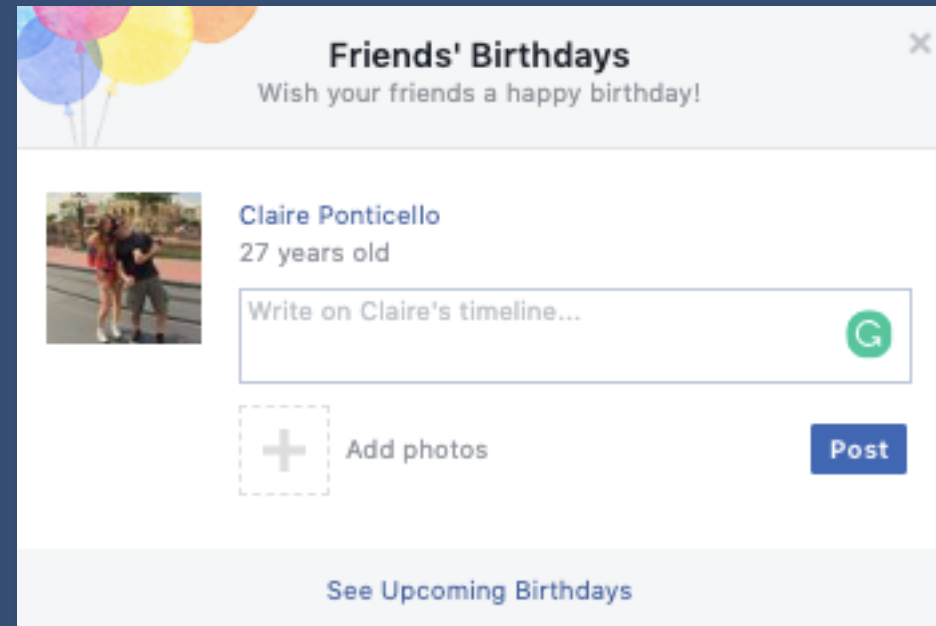 Friends' Birthdays
Wish your friends a happy birthday!
Claire Ponticello
27 years old
Write on Claire's timeline...
Add photos
Post
See Upcoming Birthdays